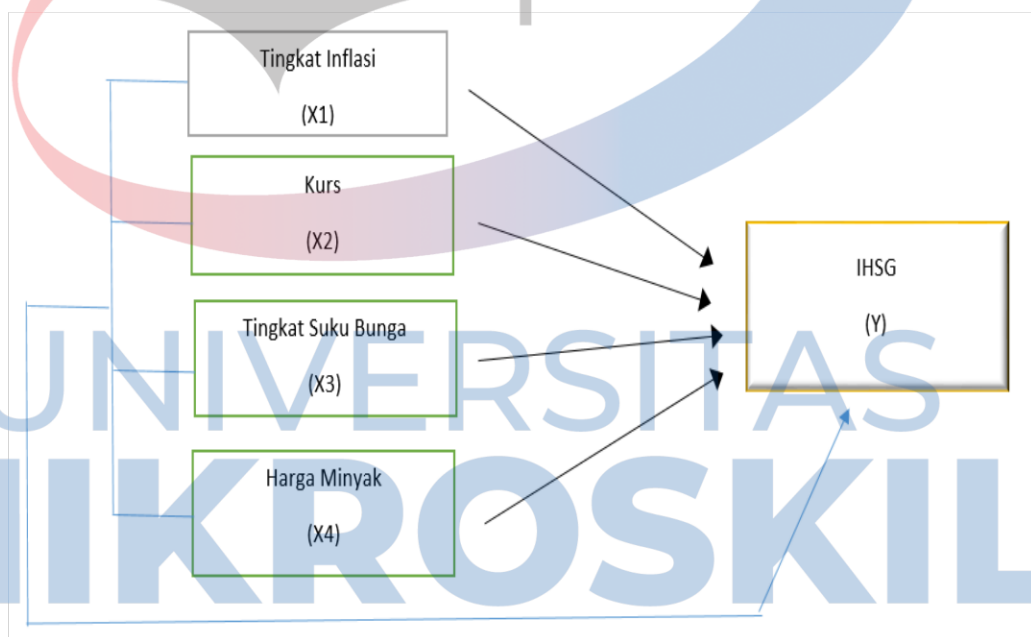 Tingkat Inflasi
(X1)
Kurs
(X2)
Tingkat Suku Bunga
(X3)
Harga Minyak
(X4)
IHSG
(Y)
UNIVERSITAS
MIKROSKIL